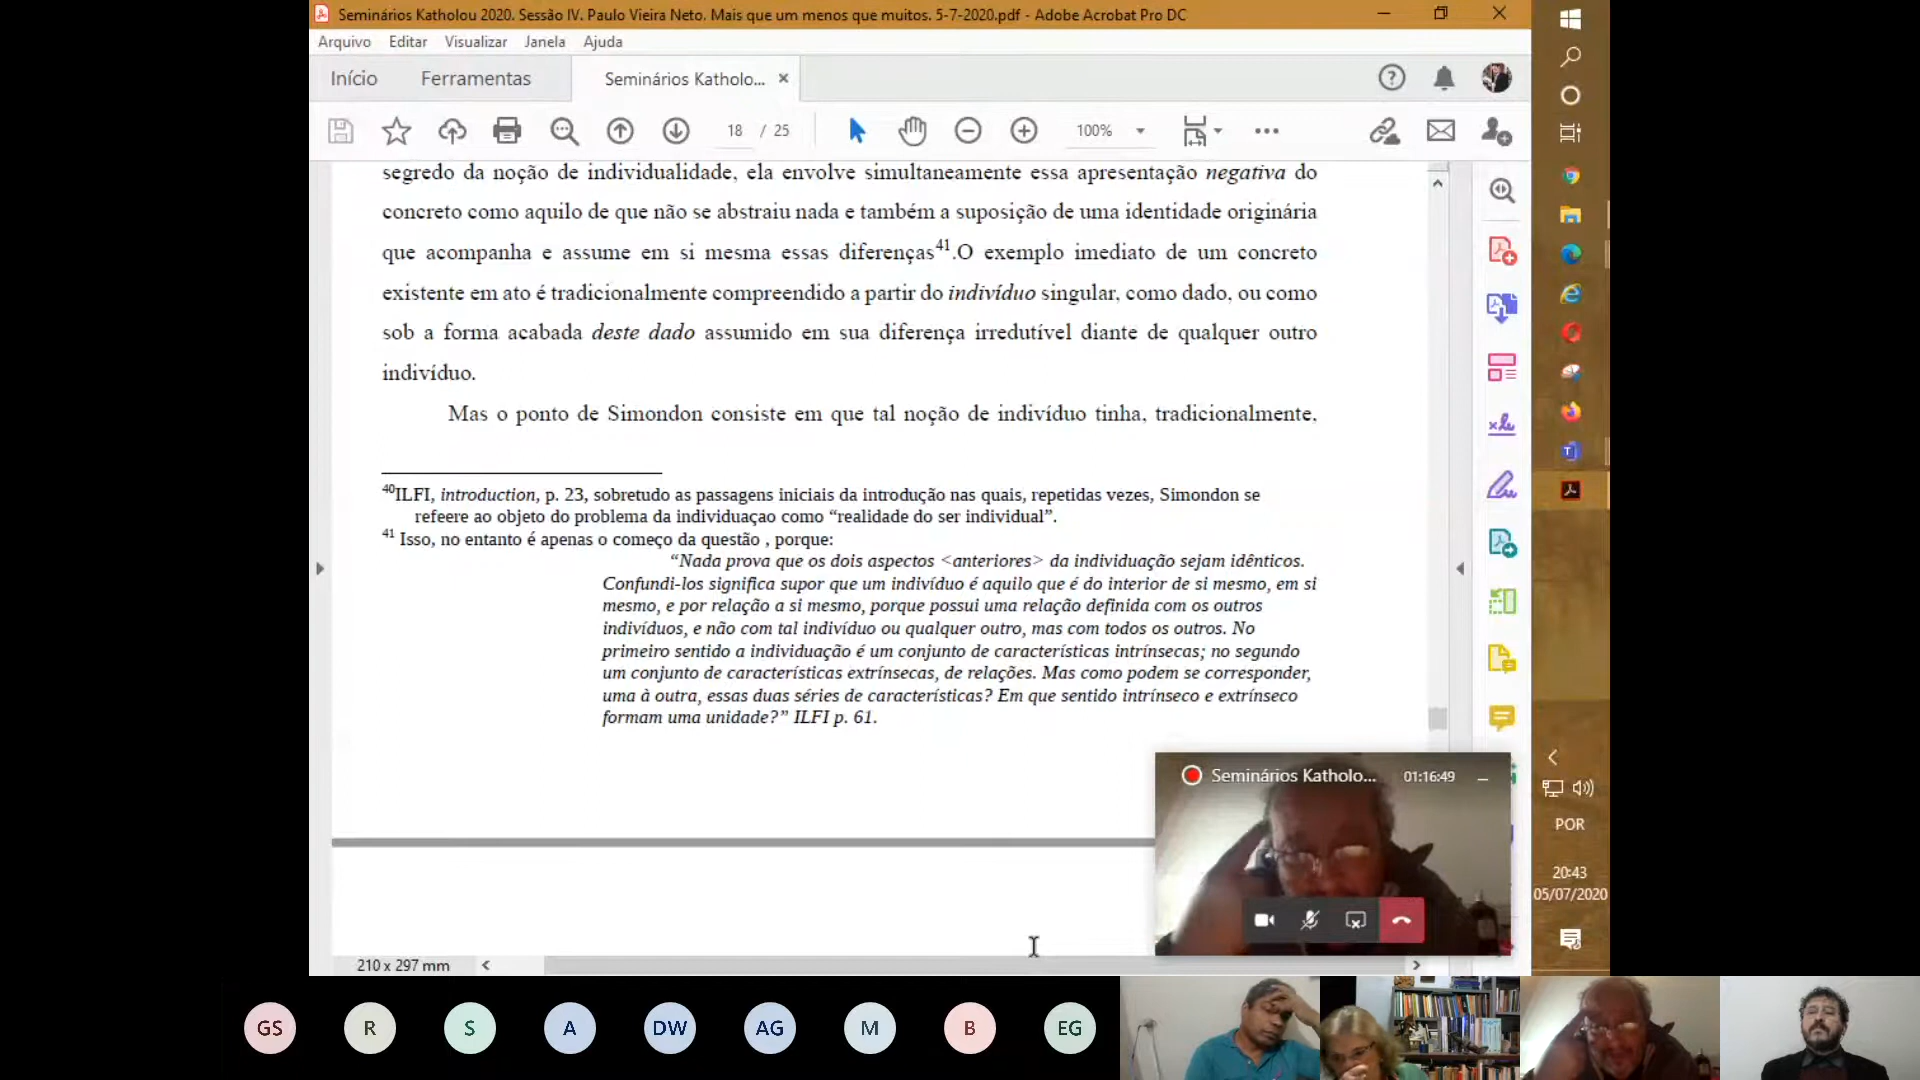 Seminários Katholou 2020. Sessão IV. Paulo Vieira Neto. Mais que um menos que muitos. 5-7-2020.pdf - Adobe Acrobat Pro DC
Arquivo Editar Visualizar Janela Ajuda
Início Ferramentas Seminários Katholo... ×
18 / 25 100%
segredo da noção de individualidade, ela envolve simultaneamente essa apresentação negativa do
concreto como aquilo de que não se abstraiu nada e também a suposição de uma identidade originária
que acompanha e assume em si mesma essas diferenças41.O exemplo imediato de um concreto
existente em ato é tradicionalmente compreendido a partir do indivíduo singular, como dado, ou como
sob a forma acabada deste dado assumido em sua diferença irredutível diante de qualquer outro
indivíduo.
Mas o ponto de Simondon consiste em que tal noção de indivíduo tinha, tradicionalmente,
40ILFI, introduction, p. 23, sobretudo as passagens iniciais da introdução nas quais, repetidas vezes, Simondon se
refeere ao objeto do problema da individuaçao como “realidade do ser individual”.
41 Isso, no entanto é apenas o começo da questão , porque:
“Nada prova que os dois aspectos <anteriores> da individuação sejam idênticos.
Confundi-los significa supor que um indivíduo é aquilo que é do interior de si mesmo, em si
mesmo, e por relação a si mesmo, porque possui uma relação definida com os outros
indivíduos, e não com tal indivíduo ou qualquer outro, mas com todos os outros. No
primeiro sentido a individuação é um conjunto de características intrínsecas; no segundo
um conjunto de características extrínsecas, de relações. Mas como podem se corresponder,
uma à outra, essas duas séries de características? Em que sentido intrínseco e extrínseco
formam uma unidade?” ILFI p. 61.
Seminários Katholo... 01:16:49
POR
20:43
05/07/2020
210 x 297 mm
GS R S A DW AG M B EG